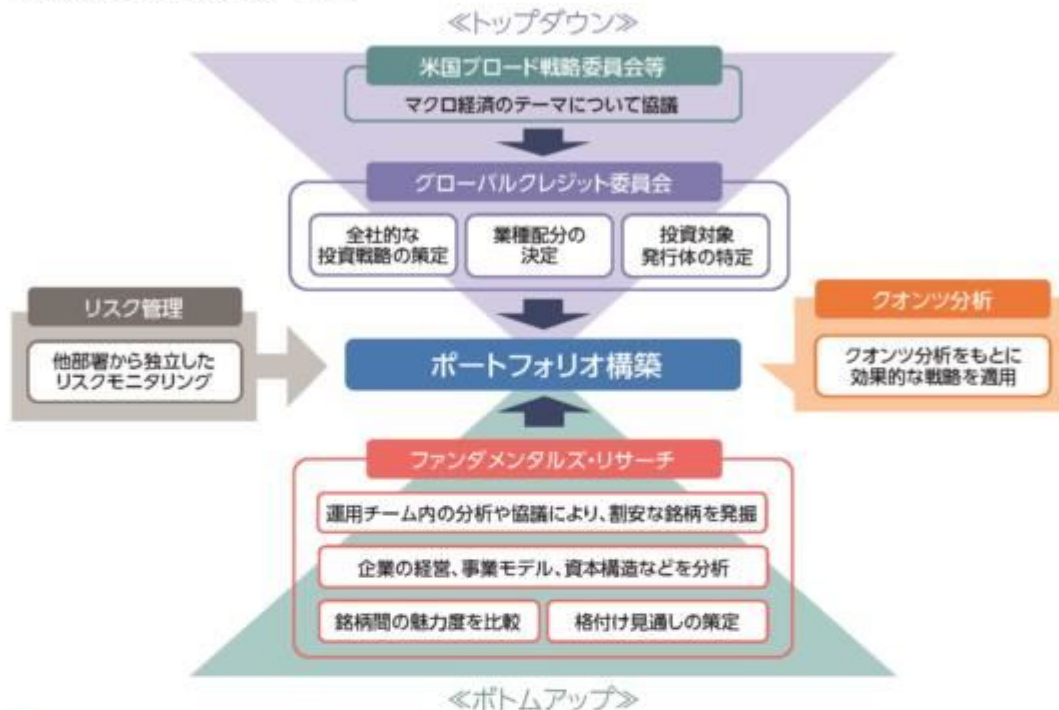 ≪トップダウン≫
米国ブロード戦略委員会等
マクロ経済のテーマについて協議
グローバルクレジット委員会
全社的な
投資戦略の策定
業種配分の
決定
投資対象
発行体の特定
リスク管理
他部署から独立した
リスクモニタリング
ポートフォリオ構築
クオンツ分析
クオンツ分析をもとに
効果的な戦略を適用
ファンダメンタルズ・リサーチ
運用チーム内の分析や協議により、割安な銘柄を発掘
企業の経営、事業モデル、資本構造などを分析
銘柄間の魅力度を比較
格付け見通しの策定
≪ボトムアップ≫